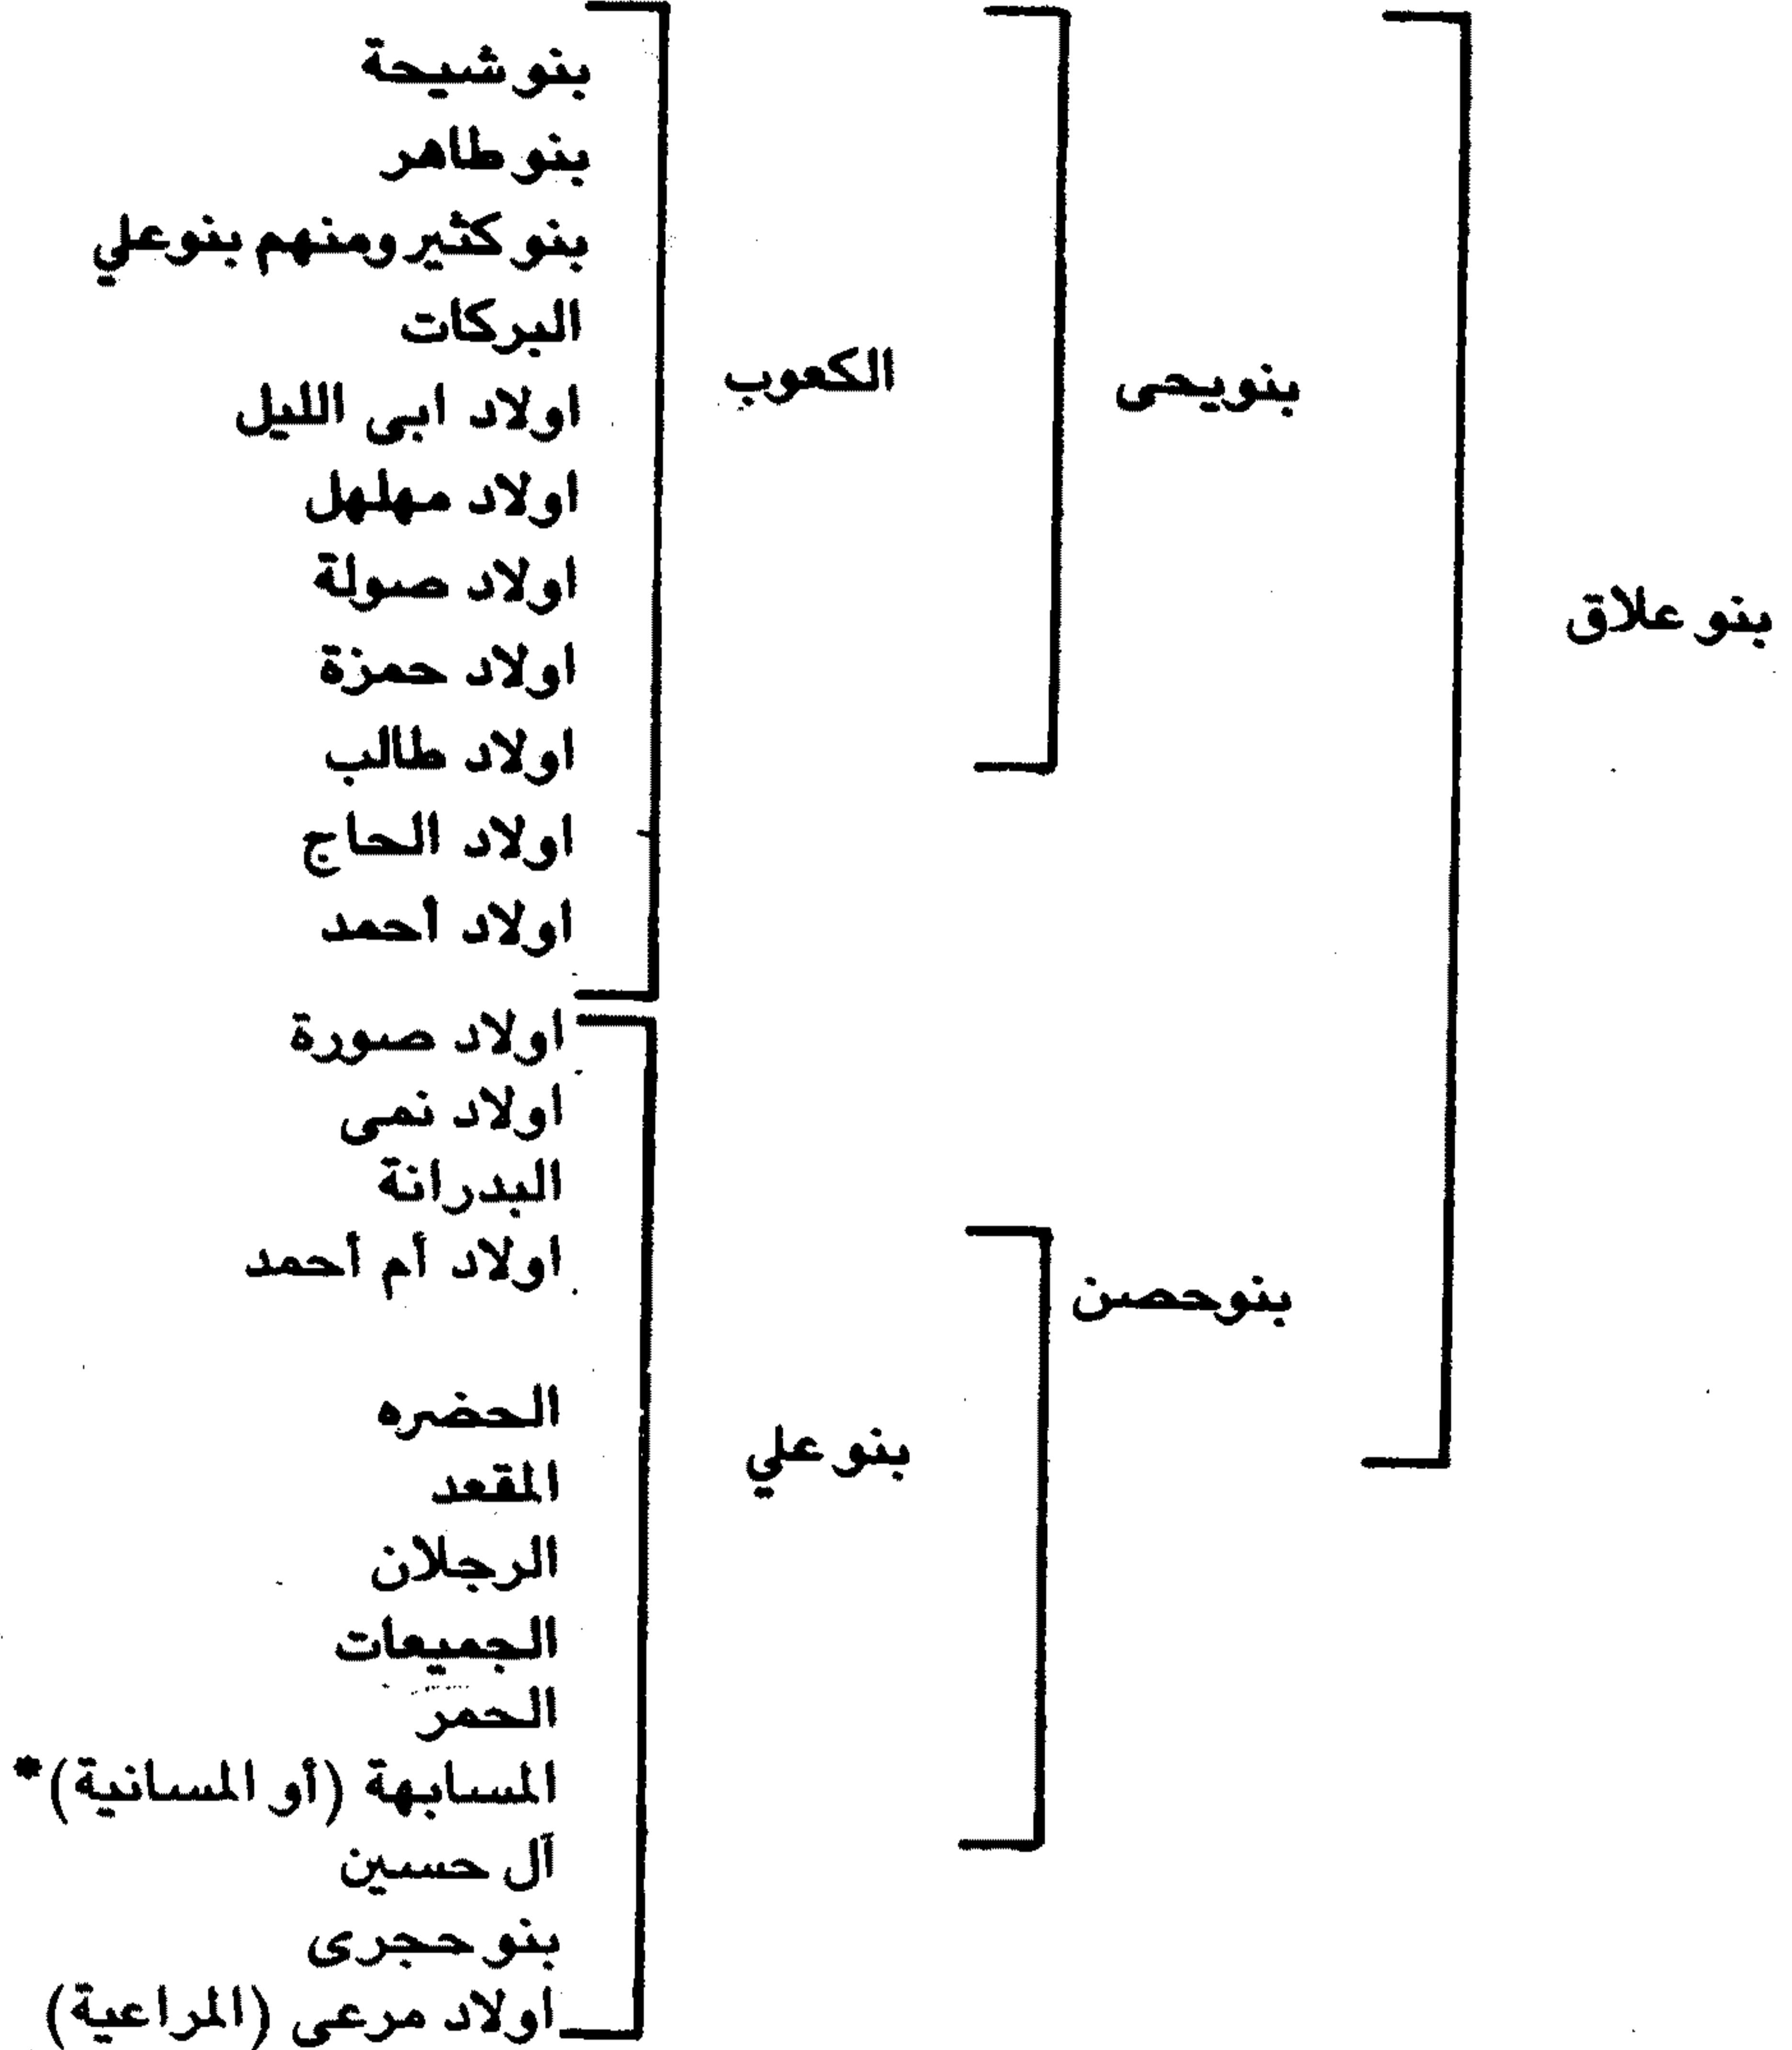 بنو علاق
بنو يحى
الكعوب
بنو شيحة
بنو طاهر
بنو كثير ومنهم بنو علي
البركات
اولاد ابى الليل
اولاد مهلهل
اولاد صولة
اولاد حمزة
اولاد طالب
اولاد الحاج
اولاد أحمد
بنو حصن
بنو علي
اولاد صورة
اولاد نمى
البدرانة
اولاد أم أحمد
الحضره
المقعد
الرجلان
الجميعات
الحمر
المسابهة (أو المسانية)*
آل حسين
بنو حجرى
اولاد مرعى (المراعية)